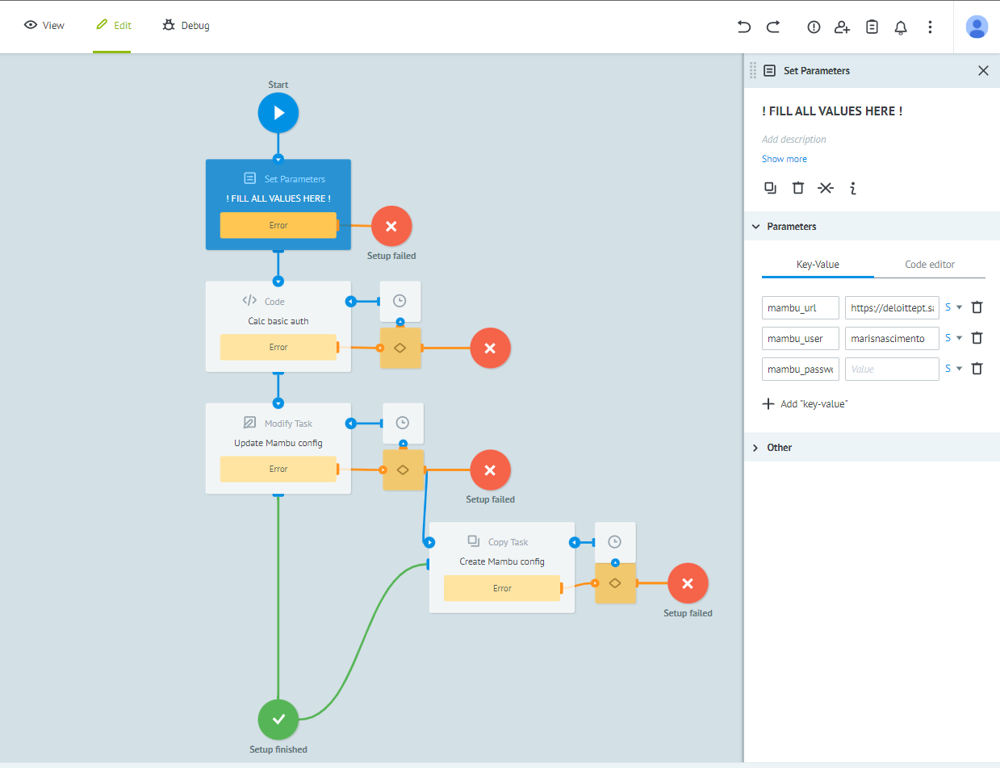 View
Edit
Debug
Start
Set Parameters
! FILL ALL VALUES HERE !
Error
Setup failed
Code
Calc basic auth
Error
Modify Task
Update Mambu config
Error
Setup failed
Copy Task
Create Mambu config
Error
Setup failed
Setup finished
Set Parameters
! FILL ALL VALUES HERE !
Add description
Show more
Parameters
Key-Value
Code editor
mambu_url https://deloittept.sa S
mambu_user marisnascimento S
mambu_passw Value S
Add "key-value"
Other